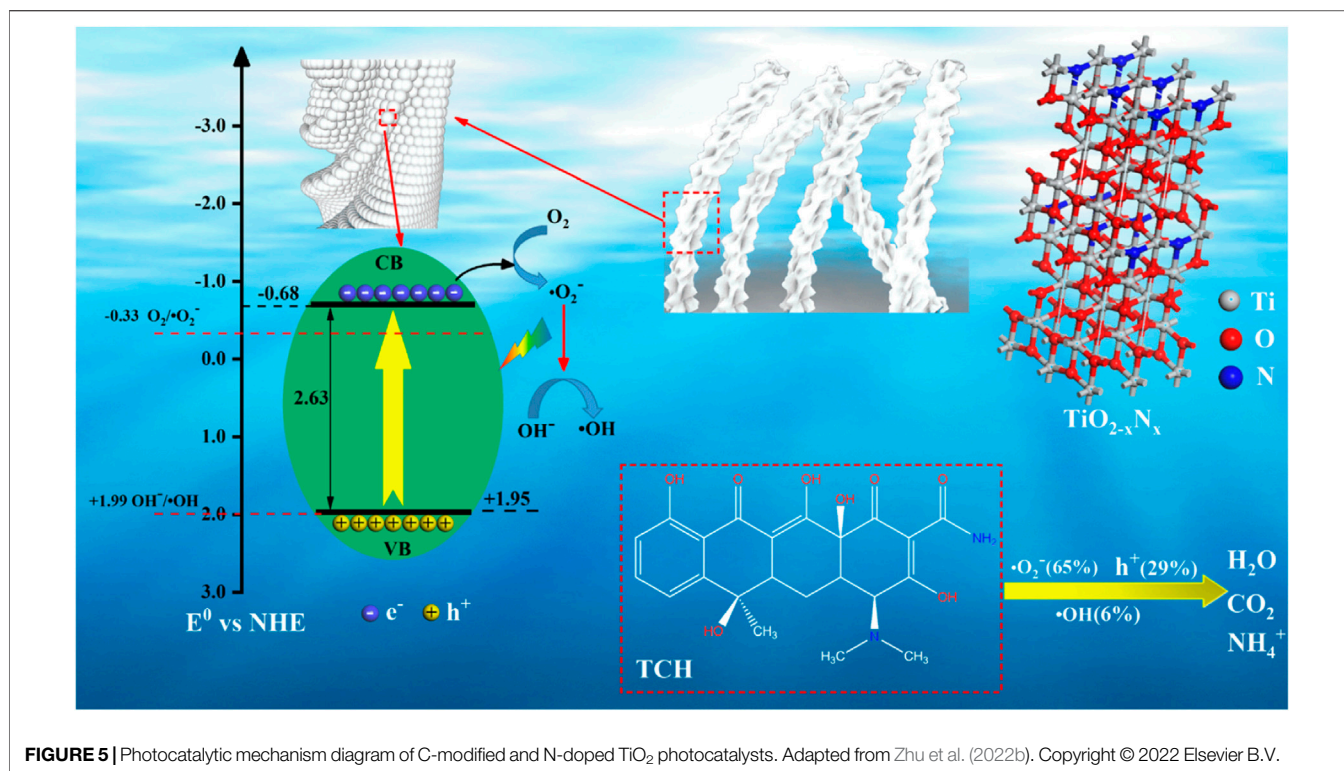 -3.0
-2.0
-1.0
0.0
1.0
2.0
3.0
E⁰ vs NHE
-0.68
-0.33 O₂/•O₂⁻
+1.99 OH⁻/•OH
+1.95
CB
2.63
VB
e⁻
h⁺
O₂
•O₂⁻
OH⁻
•OH
Ti
O
N
TiO₂₋ₓNₓ
OH
O
OH
OH
O
O
NH₂
OH
HO
CH₃
N
H₃C
CH₃
TCH
•O₂⁻(65%) h⁺(29%)
•OH(6%)
H₂O
CO₂
NH₄⁺
FIGURE 5 | Photocatalytic mechanism diagram of C-modified and N-doped TiO₂ photocatalysts. Adapted from Zhu et al. (2022b). Copyright © 2022 Elsevier B.V.